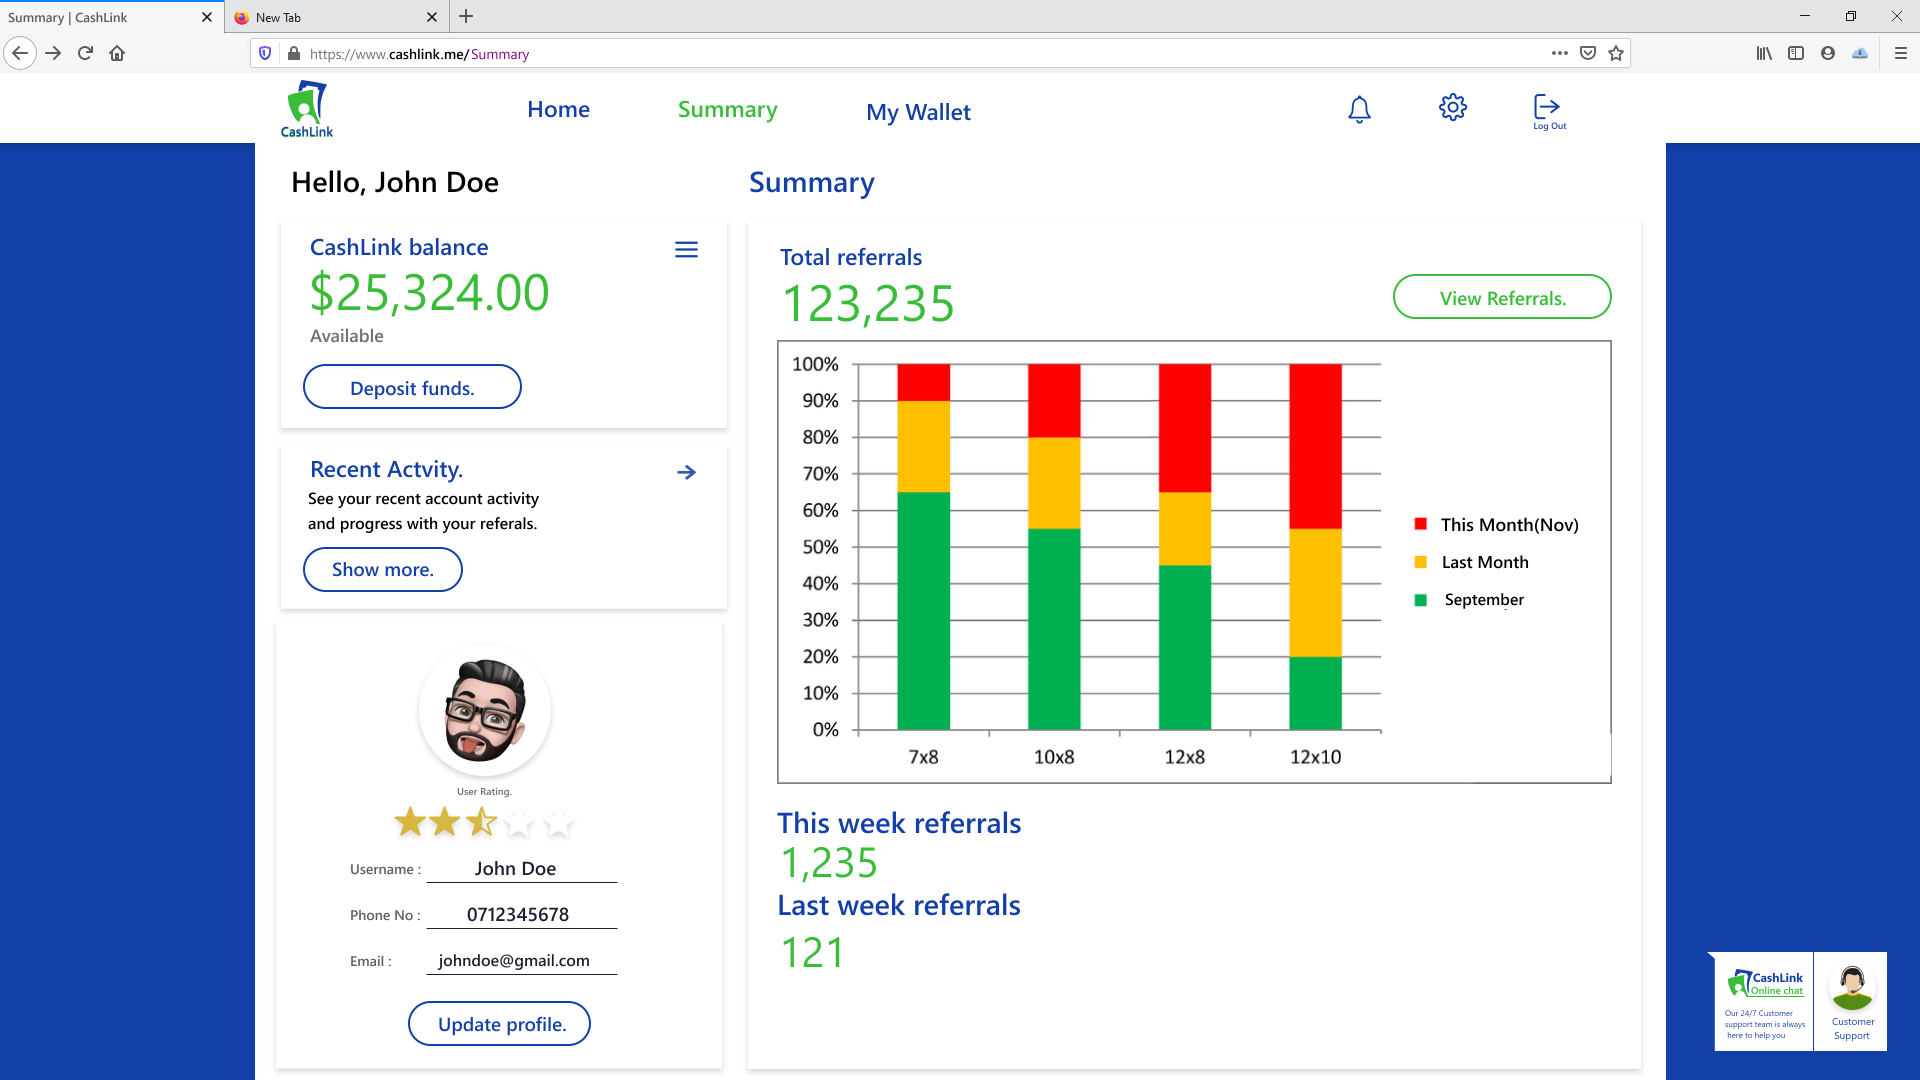 Summary | CashLink
New Tab
https://www.cashlink.me/Summary
CashLink
Home
Summary
My Wallet
Log Out
Hello, John Doe
CashLink balance
$25,324.00
Available
Deposit funds.
Recent Actvity.
See your recent account activity
and progress with your referals.
Show more.
User Rating.
Username : John Doe
Phone No : 0712345678
Email : johndoe@gmail.com
Update profile.
Summary
Total referrals
123,235
View Referrals.
100%
90%
80%
70%
60%
50%
40%
30%
20%
10%
0%
7x8 10x8 12x8 12x10
This Month(Nov)
Last Month
September
This week referrals
1,235
Last week referrals
121
CashLink
Online chat
Our 24/7 Customer
support team is always
here to help you
Customer
Support